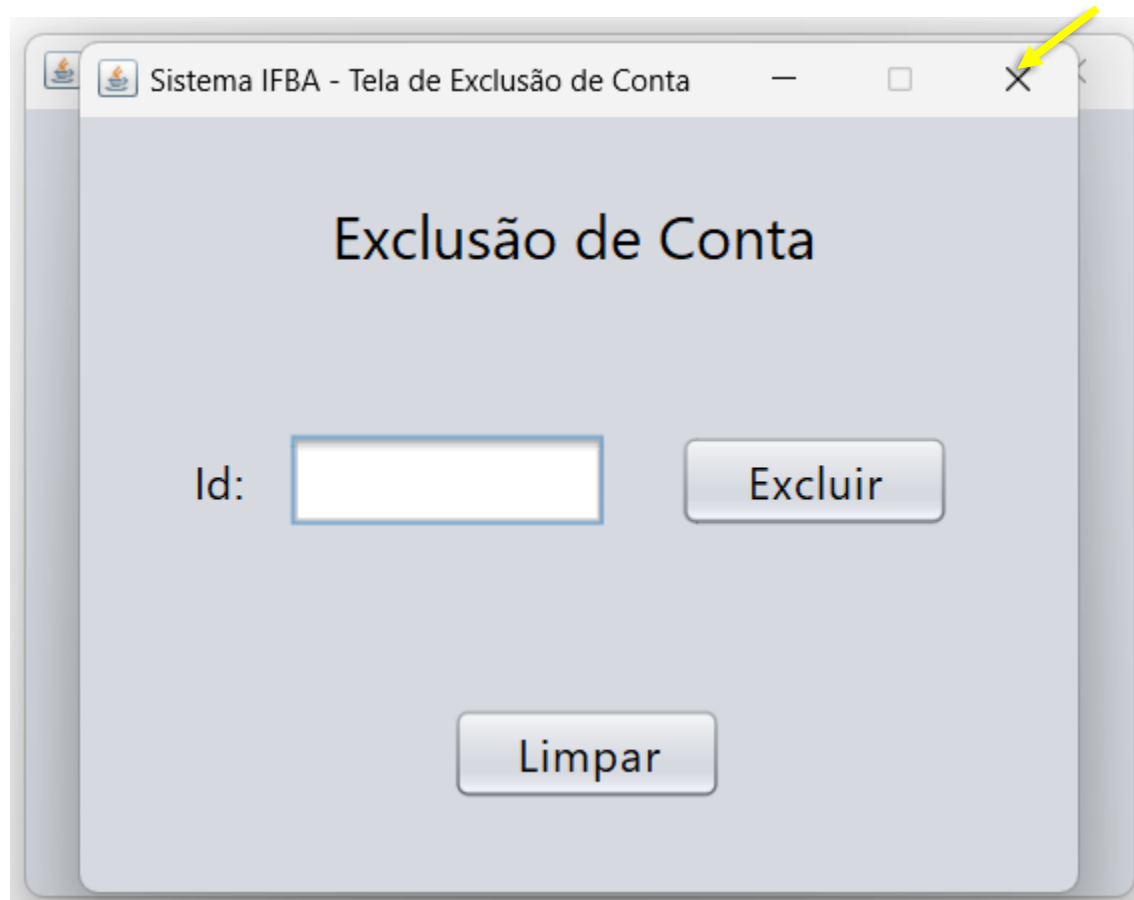 Sistema IFBA - Tela de Exclusão de Conta
Exclusão de Conta
Id:
Excluir
Limpar